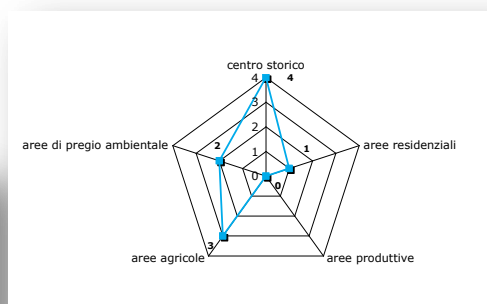 centro storico
4 4
3
aree di pregio ambientale 2 2 1 aree residenziali
1
0 0
3
aree agricole aree produttive